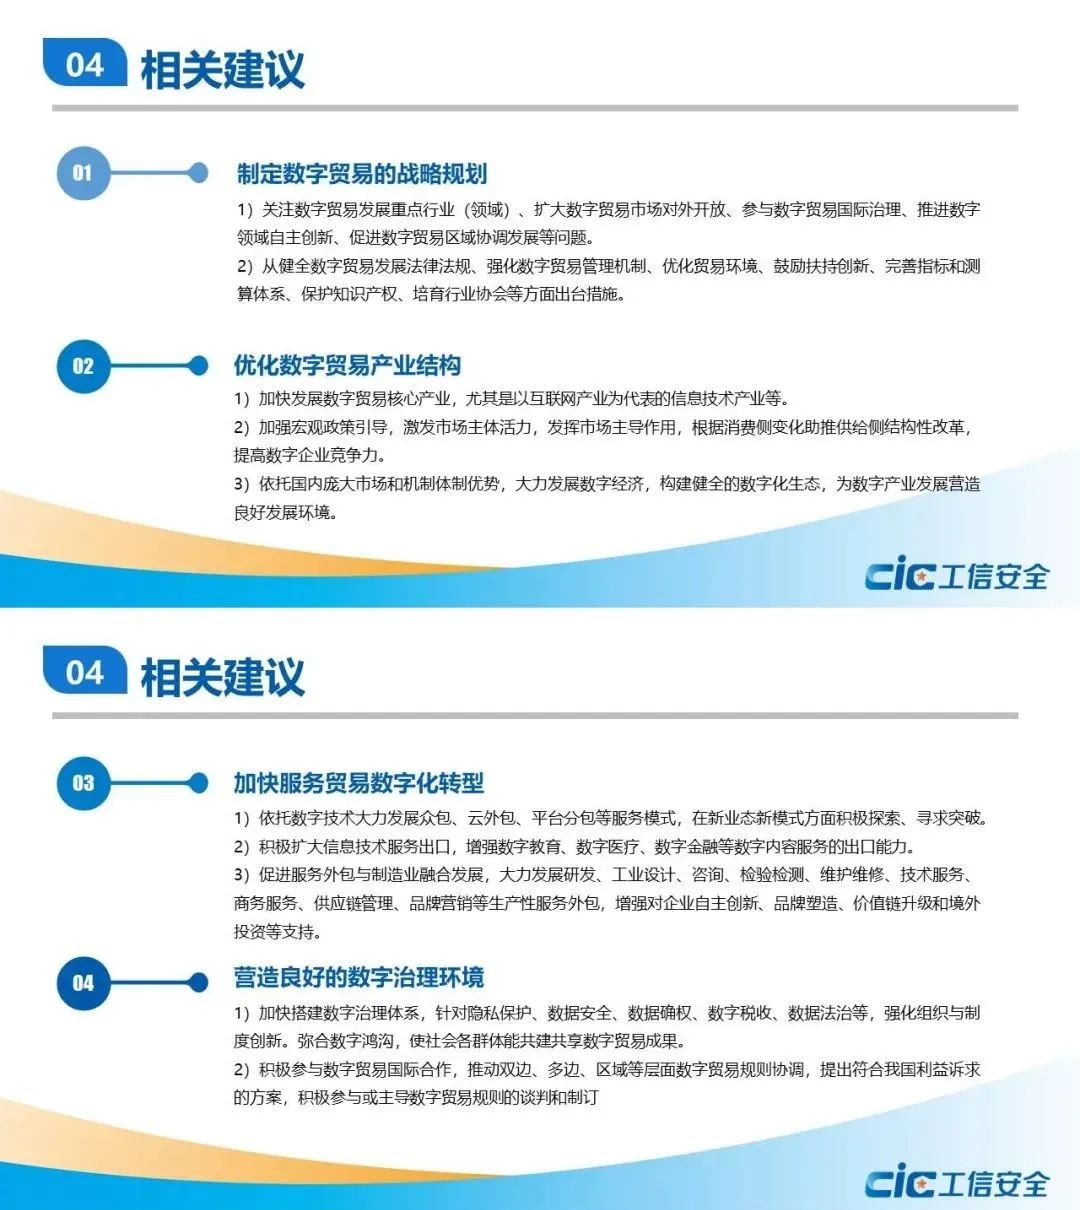 04 相关建议
01
制定数字贸易的战略规划
1）关注数字贸易发展重点行业（领域）、扩大数字贸易市场对外开放、参与数字贸易国际治理、推进数字
领域自主创新、促进数字贸易区域协调发展等问题。
2）从健全数字贸易发展法律法规、强化数字贸易管理机制、优化贸易环境、鼓励扶持创新、完善指标和测
算体系、保护知识产权、培育行业协会等方面出台措施。
02
优化数字贸易产业结构
1）加快发展数字贸易核心产业，尤其是以互联网产业为代表的信息技术产业等。
2）加强宏观政策引导，激发市场主体活力，发挥市场主导作用，根据消费侧变化助推供给侧结构性改革，
提高数字企业竞争力。
3）依托国内庞大市场和机制体制优势，大力发展数字经济，构建健全的数字化生态，为数字产业发展营造
良好发展环境。
CIC工信安全
04 相关建议
03
加快服务贸易数字化转型
1）依托数字技术大力发展众包、云外包、平台分包等服务模式，在新业态新模式方面积极探索、寻求突破。
2）积极扩大信息技术服务出口，增强数字教育、数字医疗、数字金融等数字内容服务的出口能力。
3）促进服务外包与制造业融合发展，大力发展研发、工业设计、咨询、检验检测、维护维修、技术服务、
商务服务、供应链管理、品牌营销等生产性服务外包，增强对企业自主创新、品牌塑造、价值链升级和境外
投资等支持。
04
营造良好的数字治理环境
1）加快搭建数字治理体系，针对隐私保护、数据安全、数据确权、数字税收、数据法治等，强化组织与制
度创新。弥合数字鸿沟，使社会各群体能共建共享数字贸易成果。
2）积极参与数字贸易国际合作，推动双边、多边、区域等层面数字贸易规则协调，提出符合我国利益诉求
的方案，积极参与或主导数字贸易规则的谈判和制订
CIC工信安全